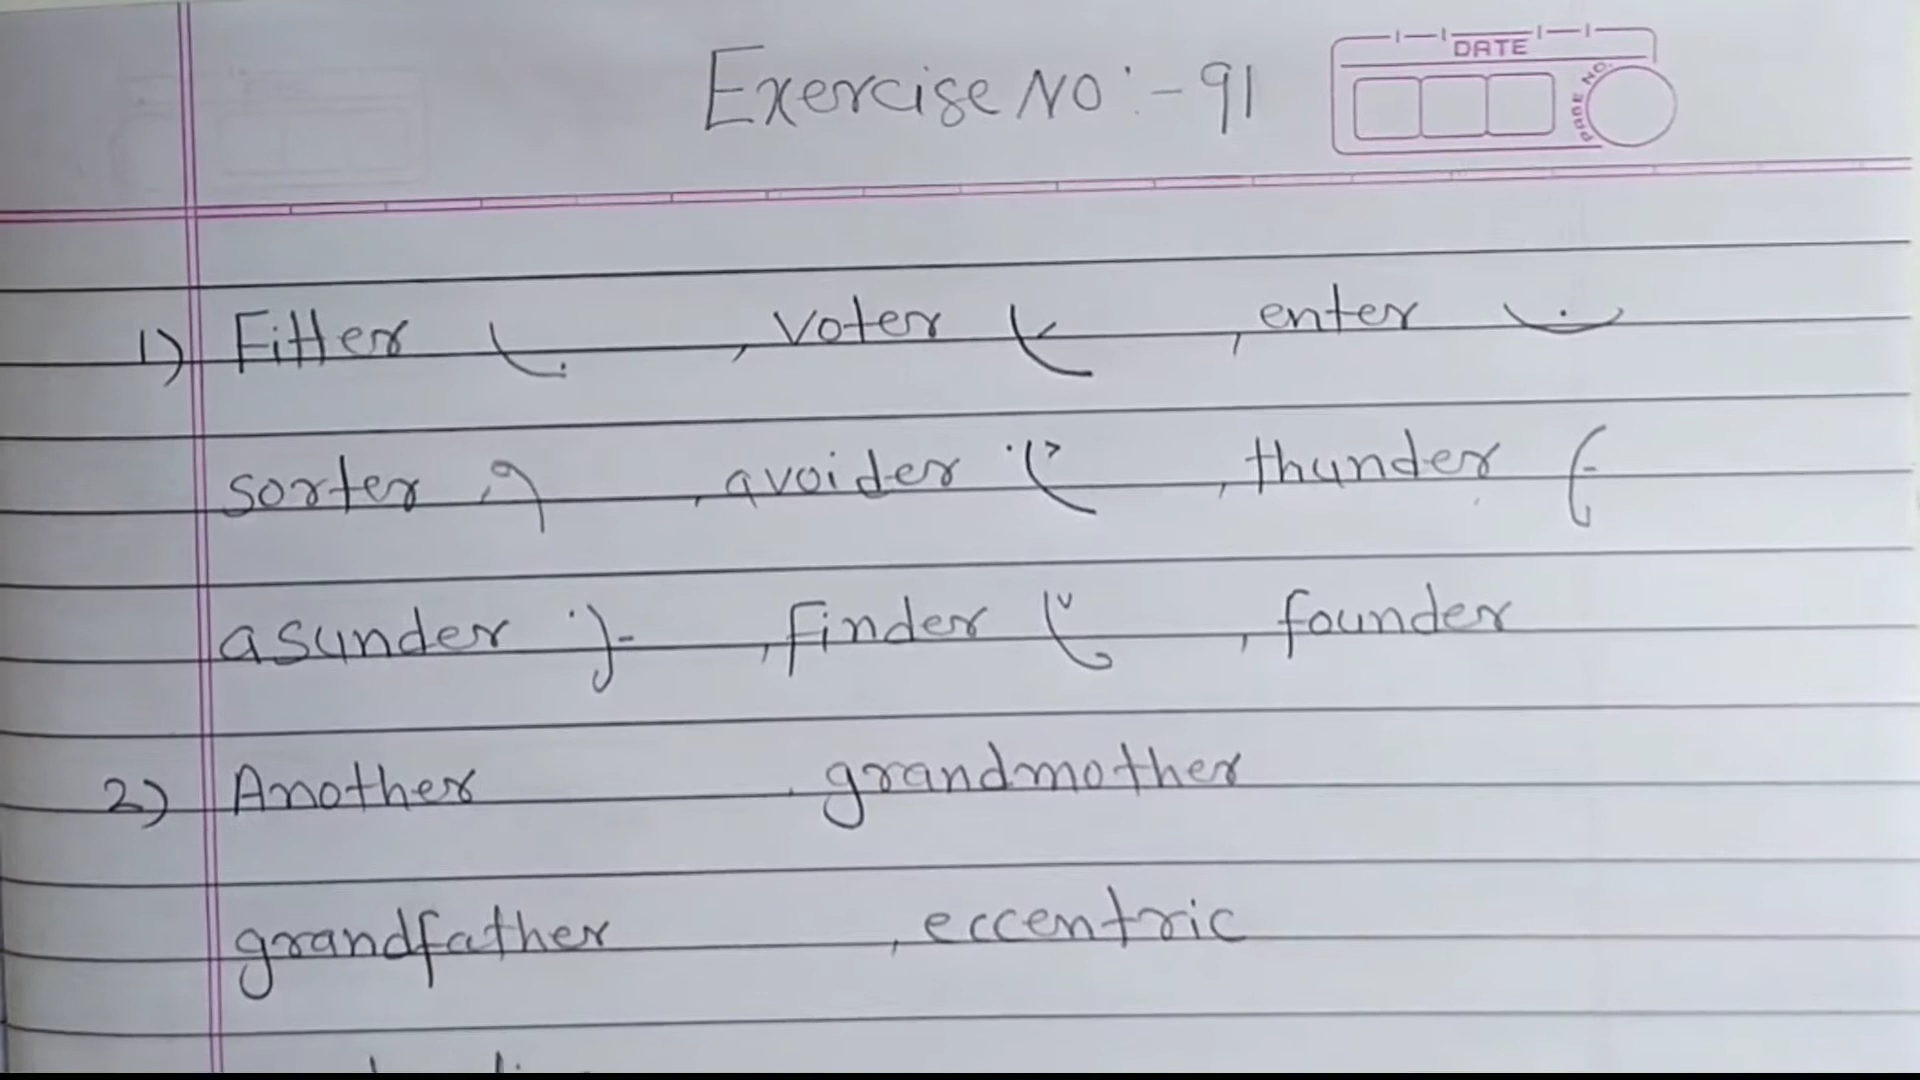 Exercise NO :- 91
DATE
PAGE NO.
1) Fitter , voter , enter
sorter , avoider , thunder
asunder , finder , founder
2) Another , grandmother
grandfather , eccentric